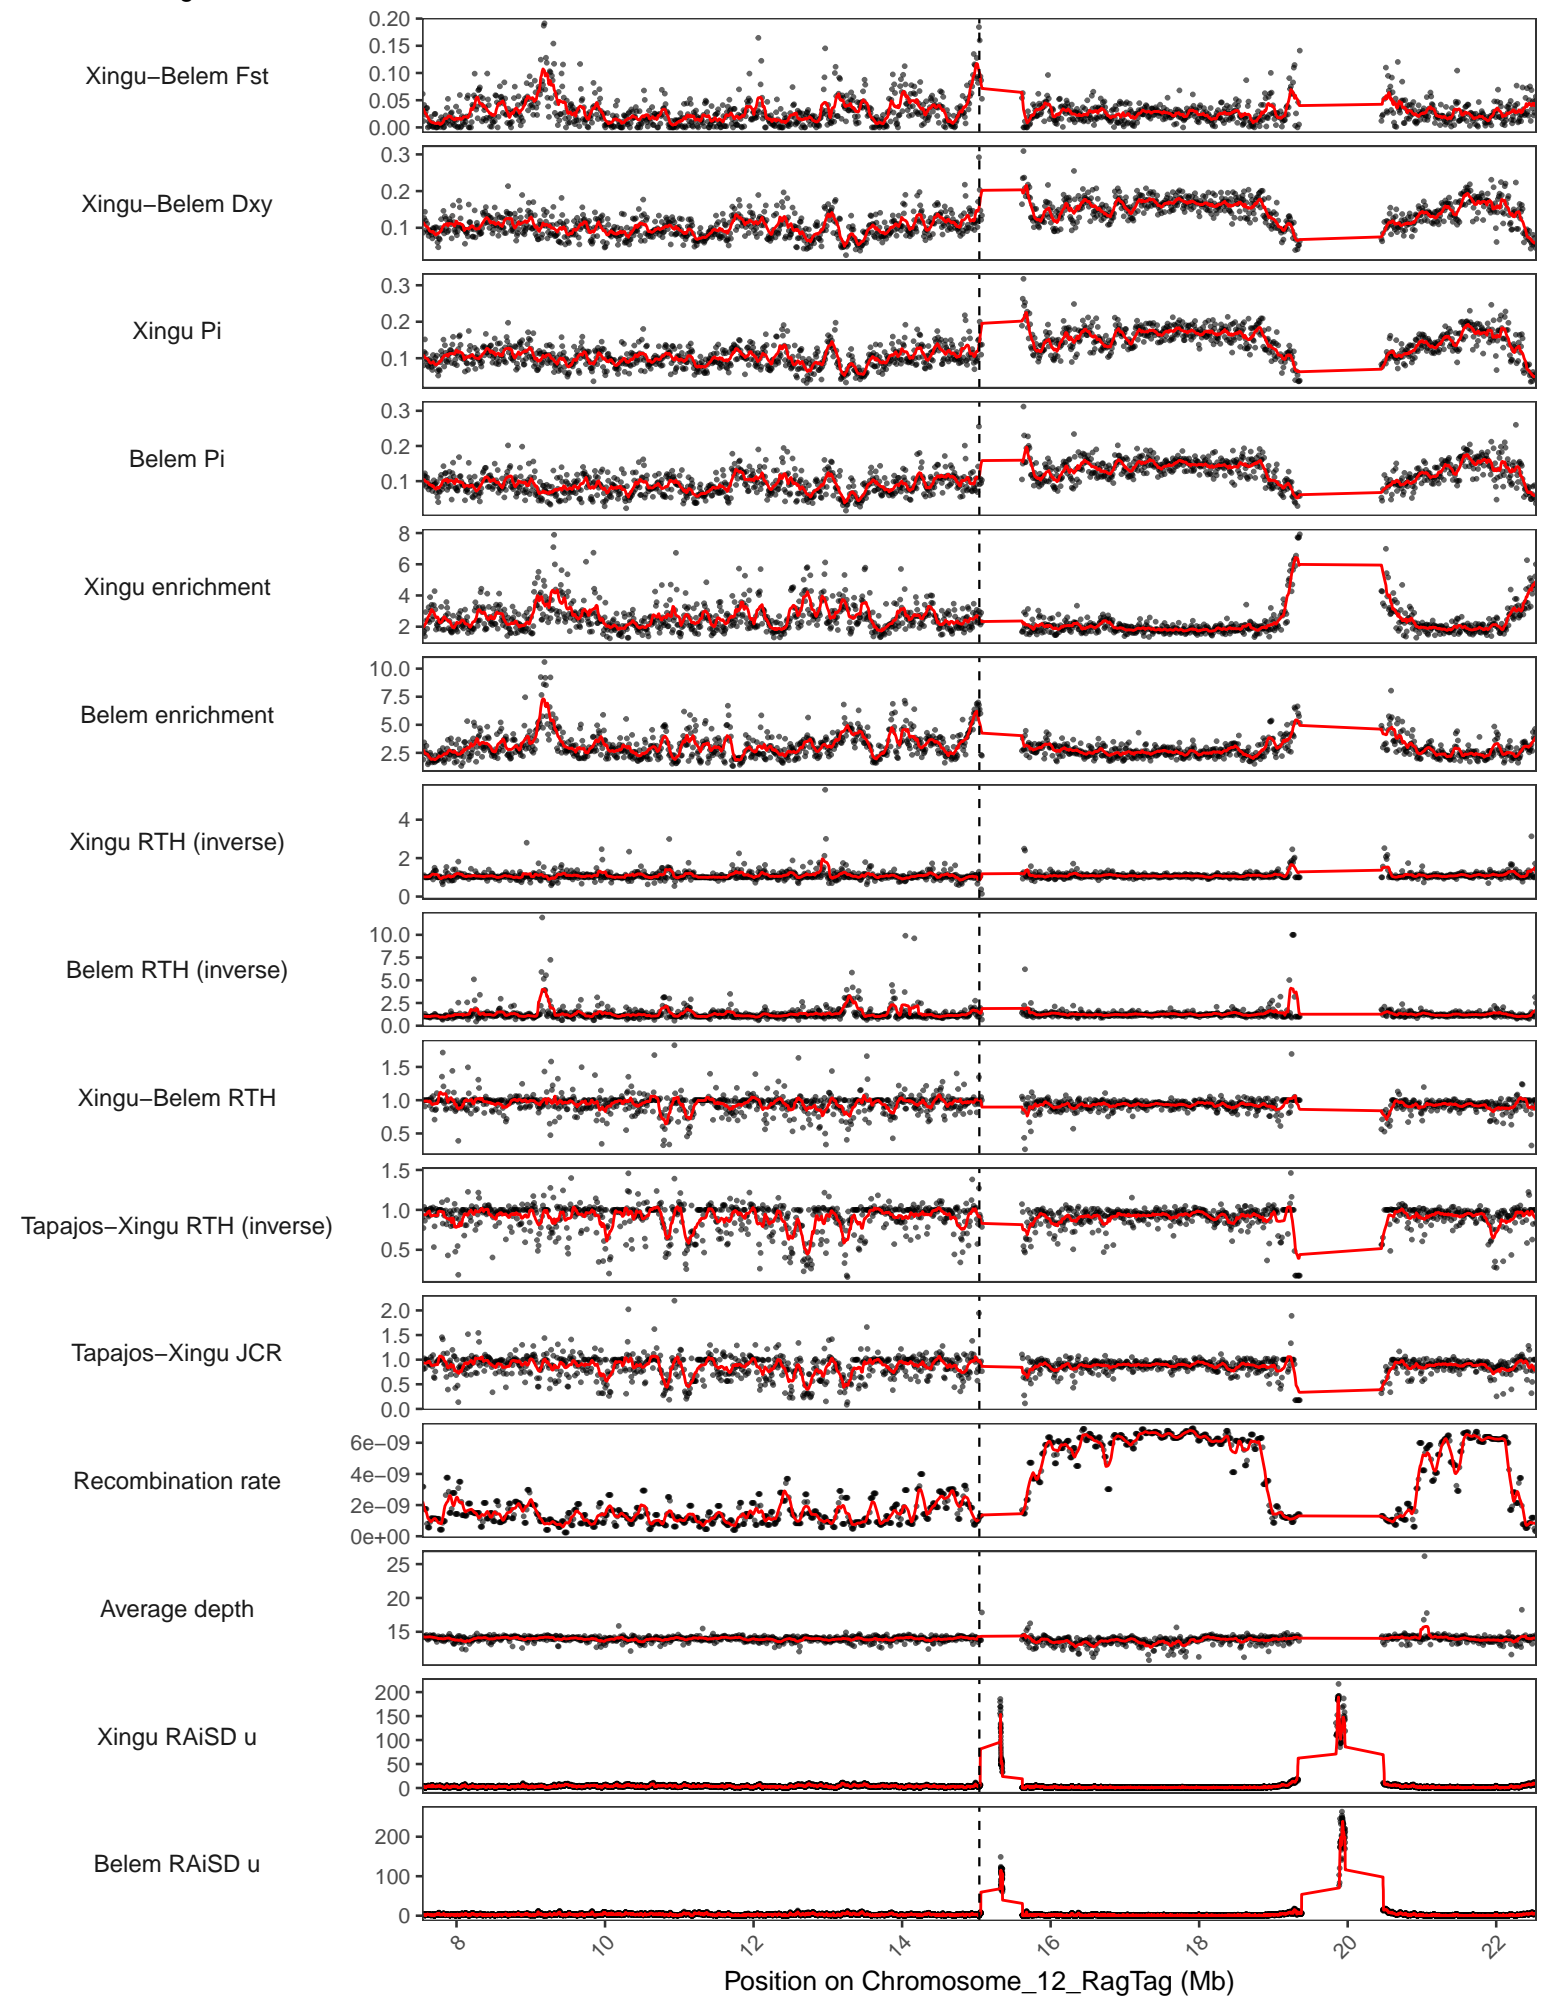 Xingu−Belem Fst
0.20
0.15
0.10
0.05
0.00
Xingu−Belem Dxy
0.3
0.2
0.1
Xingu Pi
0.3
0.2
0.1
Belem Pi
0.3
0.2
0.1
Xingu enrichment
8
6
4
2
Belem enrichment
10.0
7.5
5.0
2.5
Xingu RTH (inverse)
4
2
0
Belem RTH (inverse)
10.0
7.5
5.0
2.5
0.0
Xingu−Belem RTH
1.5
1.0
0.5
Tapajos−Xingu RTH (inverse)
1.5
1.0
0.5
Tapajos−Xingu JCR
2.0
1.5
1.0
0.5
0.0
Recombination rate
6e−09
4e−09
2e−09
0e+00
Average depth
25
20
15
Xingu RAiSD u
200
150
100
50
0
Belem RAiSD u
200
100
0
8 10 12 14 16 18 20 22
Position on Chromosome_12_RagTag (Mb)